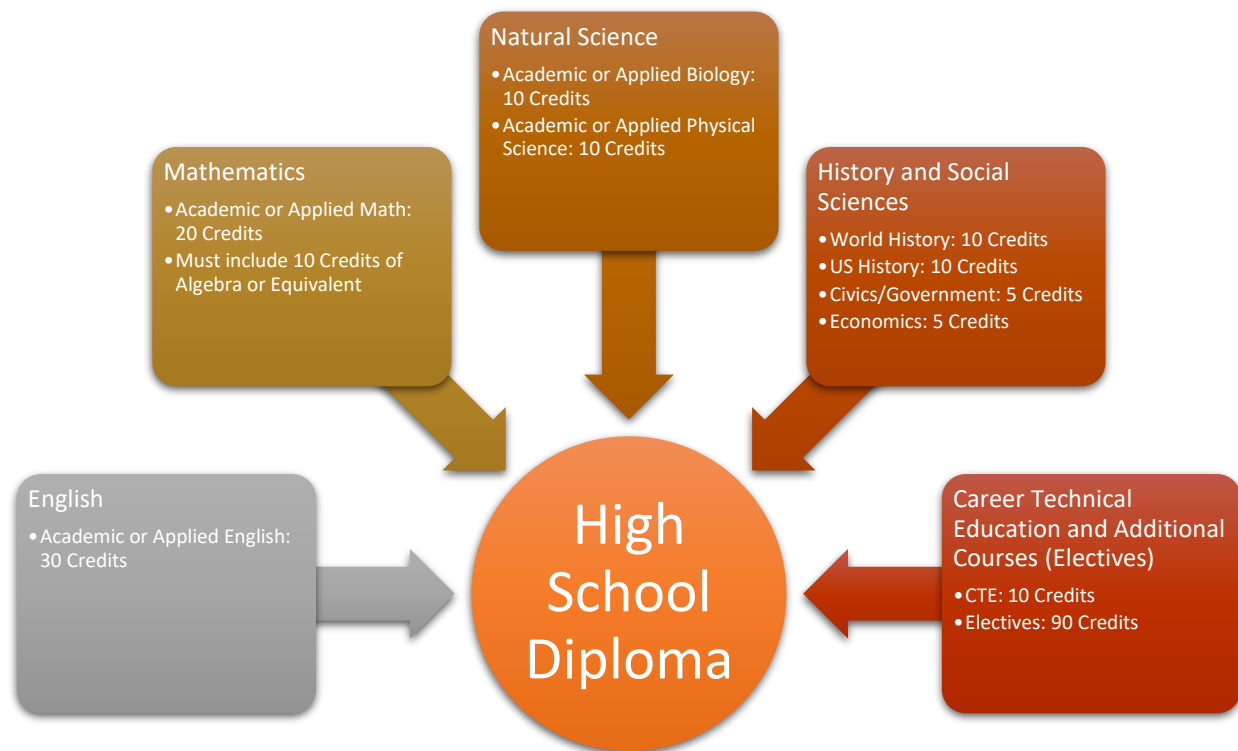 Natural Science
•Academic or Applied Biology:
10 Credits
•Academic or Applied Physical
Science: 10 Credits
Mathematics
•Academic or Applied Math:
20 Credits
•Must include 10 Credits of
Algebra or Equivalent
History and Social
Sciences
•World History: 10 Credits
•US History: 10 Credits
•Civics/Government: 5 Credits
•Economics: 5 Credits
English
•Academic or Applied English:
30 Credits
High
School
Diploma
Career Technical
Education and Additional
Courses (Electives)
•CTE: 10 Credits
•Electives: 90 Credits